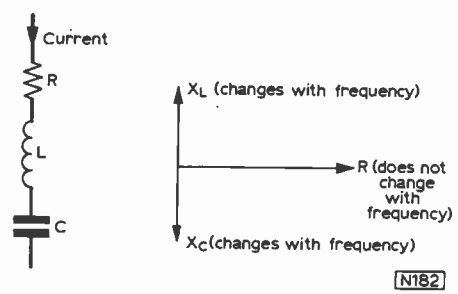 Current
R
L
C
XL (changes with frequency)
R (does not
change
with
frequency)
XC(changes with frequency)
N182